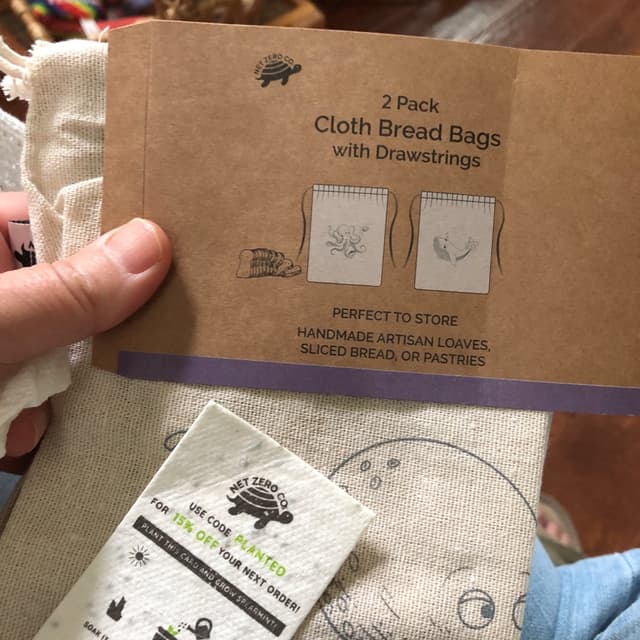 NET ZERO CO.
2 Pack
Cloth Bread Bags
with Drawstrings
PERFECT TO STORE
HANDMADE ARTISAN LOAVES,
SLICED BREAD, OR PASTRIES
NET ZERO CO.
USE CODE PLANTED
FOR 15% OFF YOUR NEXT ORDER!
PLANT THIS CARD AND GROW SPEARMINT!
SOAK IT